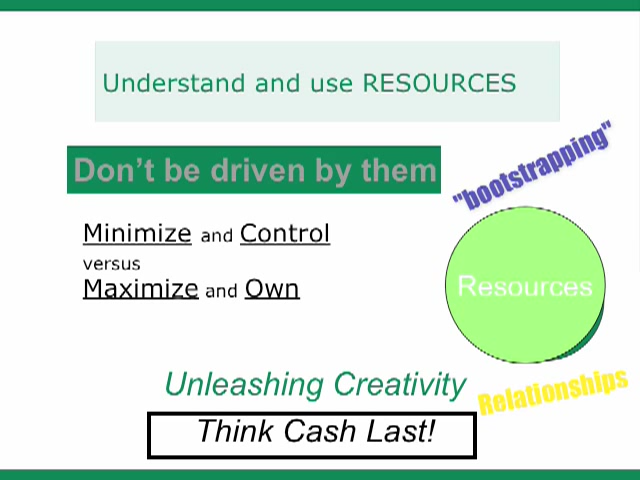 Understand and use RESOURCES
Don't be driven by them
"bootstrapping"
Minimize and Control
versus
Maximize and Own
Resources
Unleashing Creativity
Relationships
Think Cash Last!